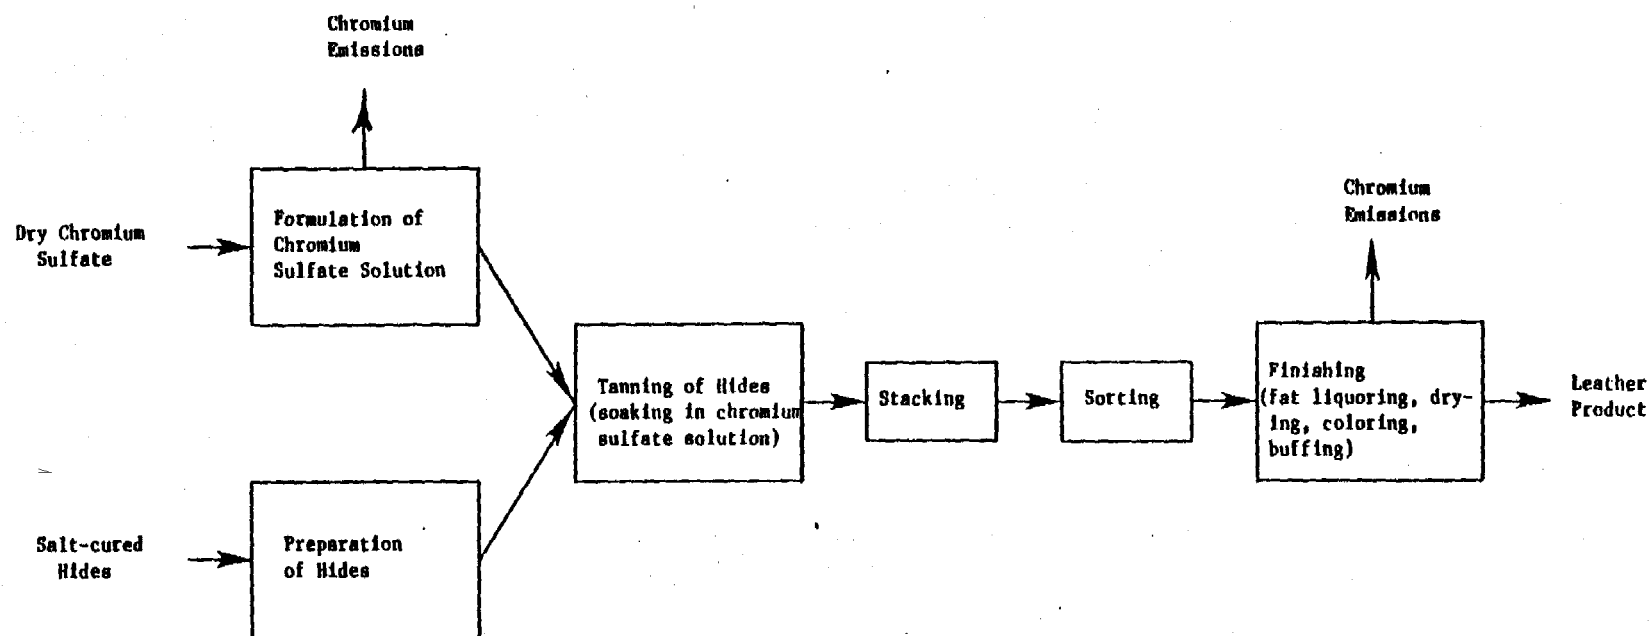 Chromium
Emissions
Chromium
Emissions
Dry Chromium
Sulfate
Formulation of
Chromium
Sulfate Solution
Tanning of Hides
(soaking in chromium
sulfate solution)
Stacking
Sorting
Finishing
(fat liquoring, dry-
ing, coloring,
buffing)
Leather
Product
Salt-cured
Hides
Preparation
of Hides